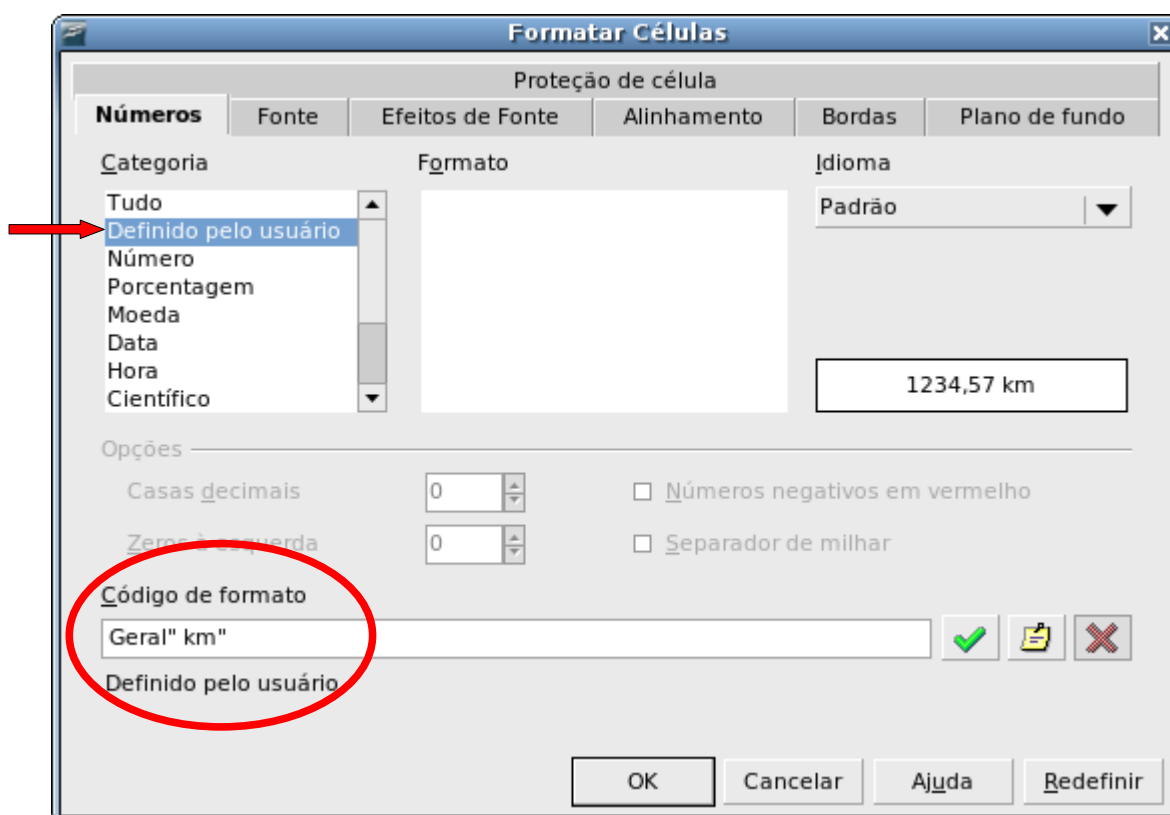 Formatar Células
Proteção de célula
Números Fonte Efeitos de Fonte Alinhamento Bordas Plano de fundo
Categoria Formato Idioma
Tudo
Padrão
Definido pelo usuário
Número
Porcentagem
Moeda
Data
Hora
Científico
1234,57 km
Opções
Casas decimais 0 Números negativos em vermelho
Zeros à esquerda 0 Separador de milhar
Código de formato
Geral" km"
Definido pelo usuário
OK Cancelar Ajuda Redefinir